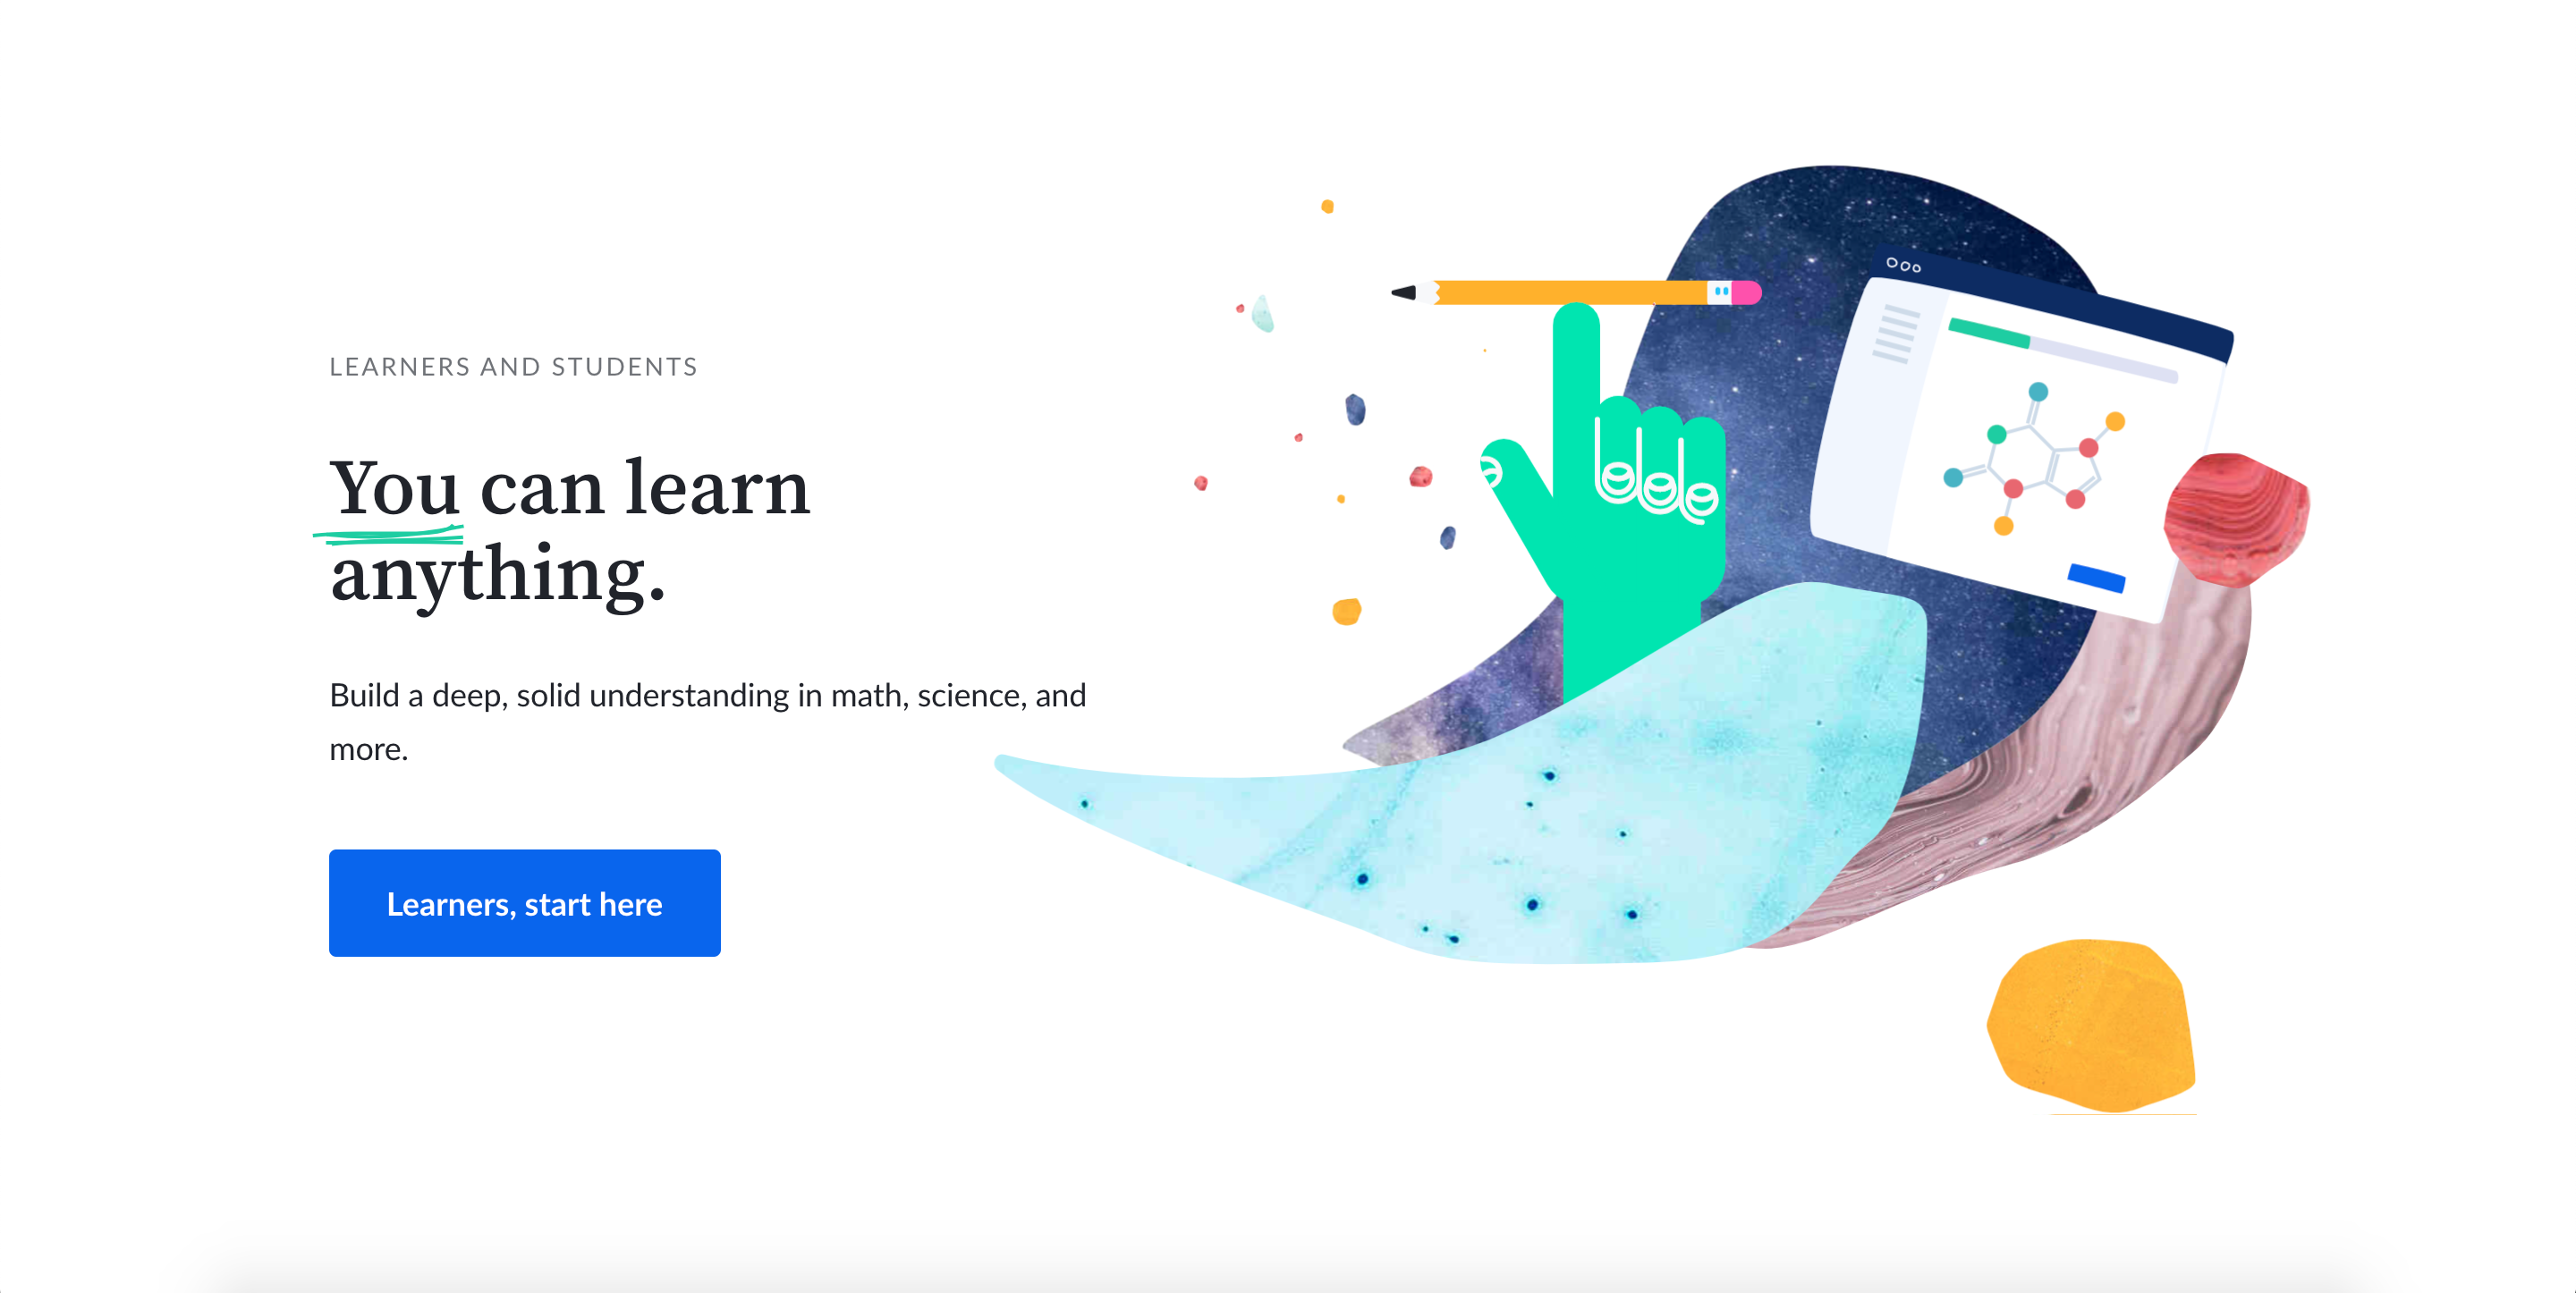 LEARNERS AND STUDENTS
You can learn
anything.
Build a deep, solid understanding in math, science, and
more.
Learners, start here